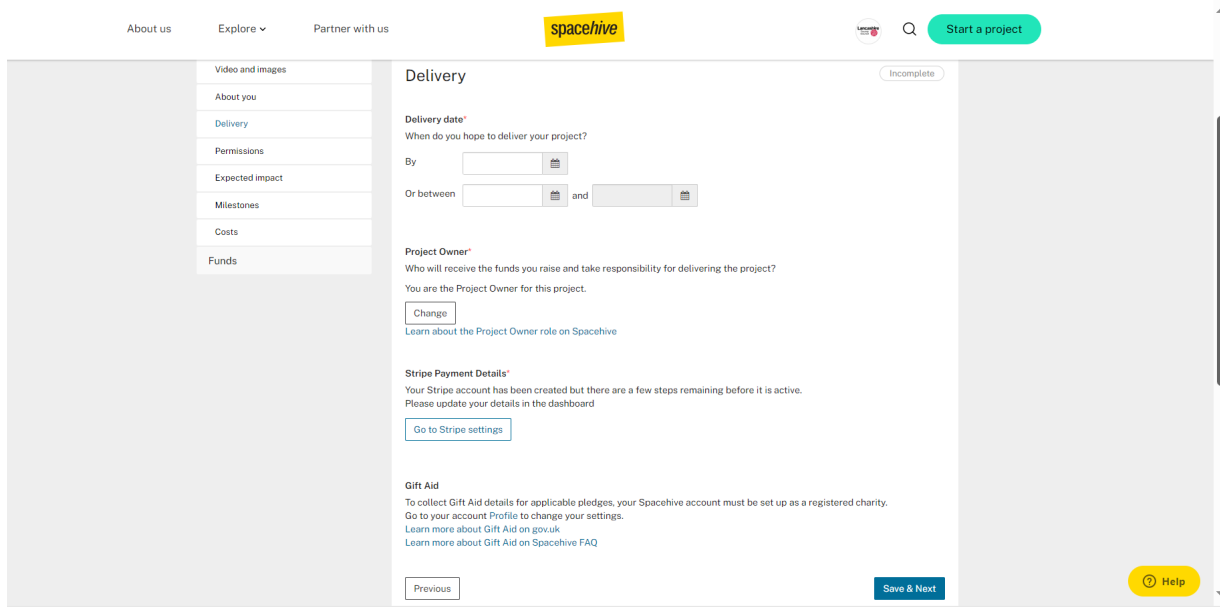 About us
Explore
Partner with us
spacehive
Lancashire
Start a project
Video and images
About you
Delivery
Permissions
Expected impact
Milestones
Costs
Funds
Delivery
Incomplete
Delivery date*
When do you hope to deliver your project?
By
Or between and
Project Owner*
Who will receive the funds you raise and take responsibility for delivering the project?
You are the Project Owner for this project.
Change
Learn about the Project Owner role on Spacehive
Stripe Payment Details*
Your Stripe account has been created but there are a few steps remaining before it is active.
Please update your details in the dashboard
Go to Stripe settings
Gift Aid
To collect Gift Aid details for applicable pledges, your Spacehive account must be set up as a registered charity.
Go to your account Profile to change your settings.
Learn more about Gift Aid on gov.uk
Learn more about Gift Aid on Spacehive FAQ
Previous
Save & Next
Help